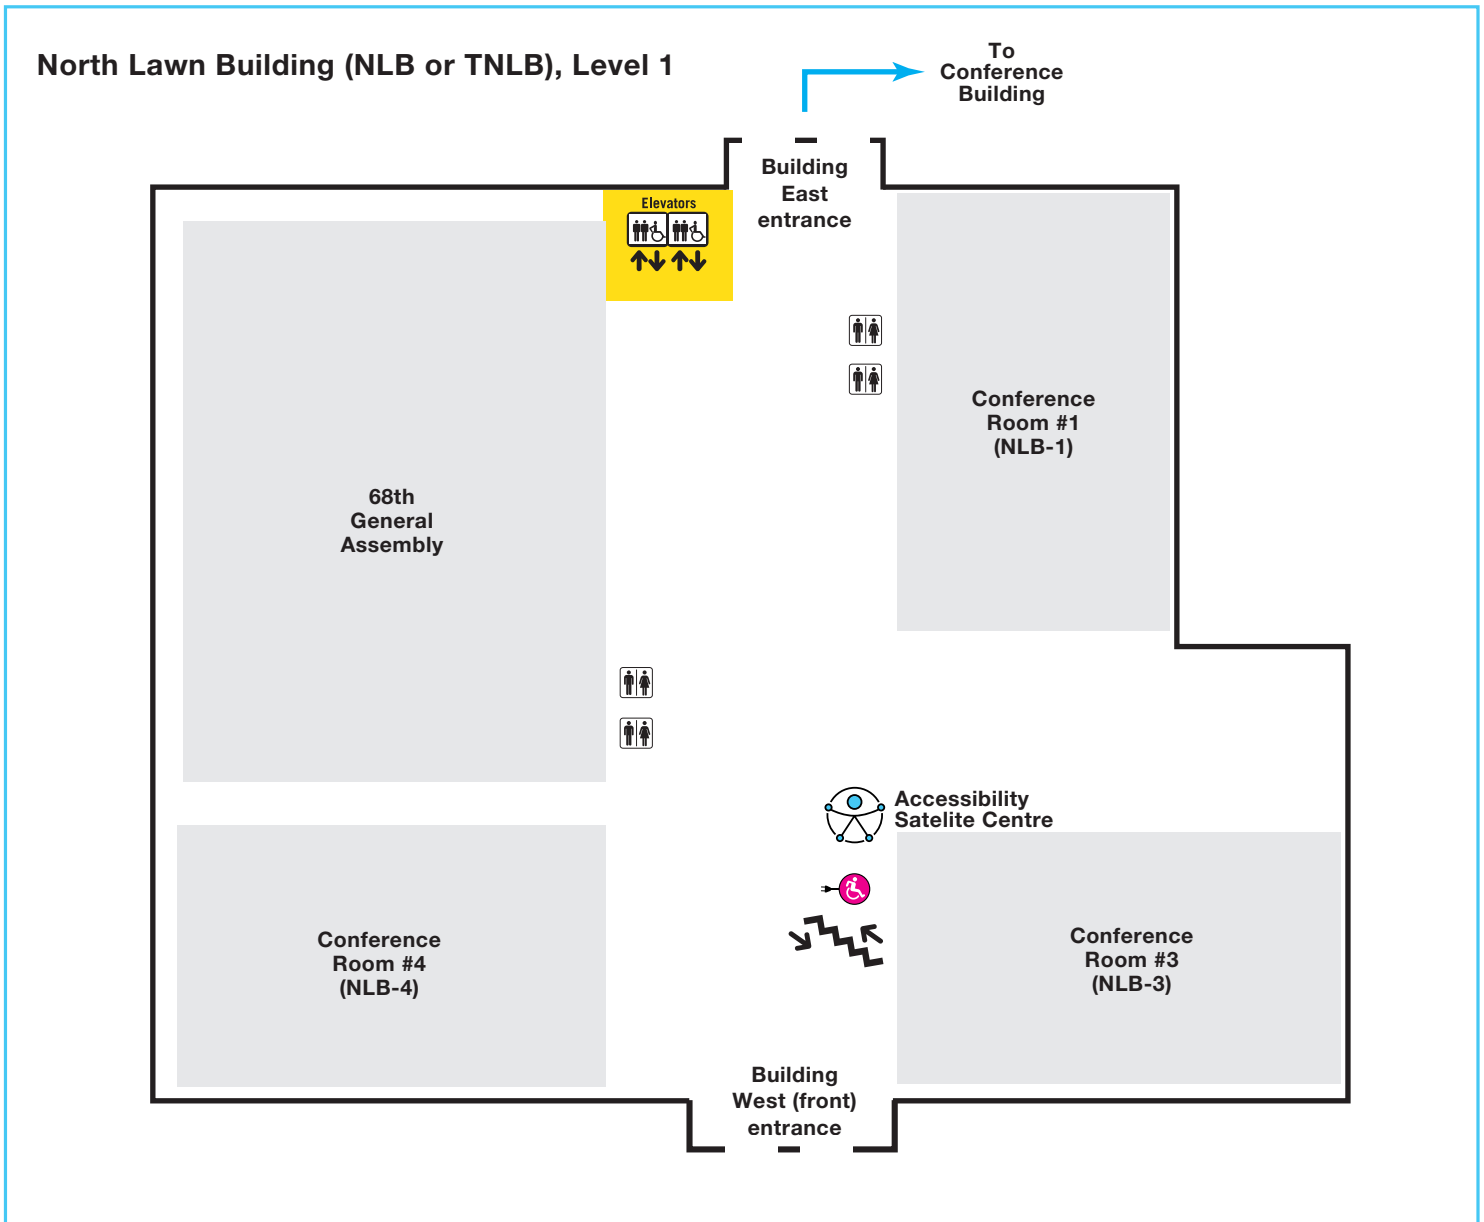 North Lawn Building (NLB or TNLB), Level 1
To
Conference
Building
Building
East
entrance
Elevators
Conference
Room #1
(NLB-1)
68th
General
Assembly
Accessibility
Satelite Centre
Conference
Room #4
(NLB-4)
Conference
Room #3
(NLB-3)
Building
West (front)
entrance